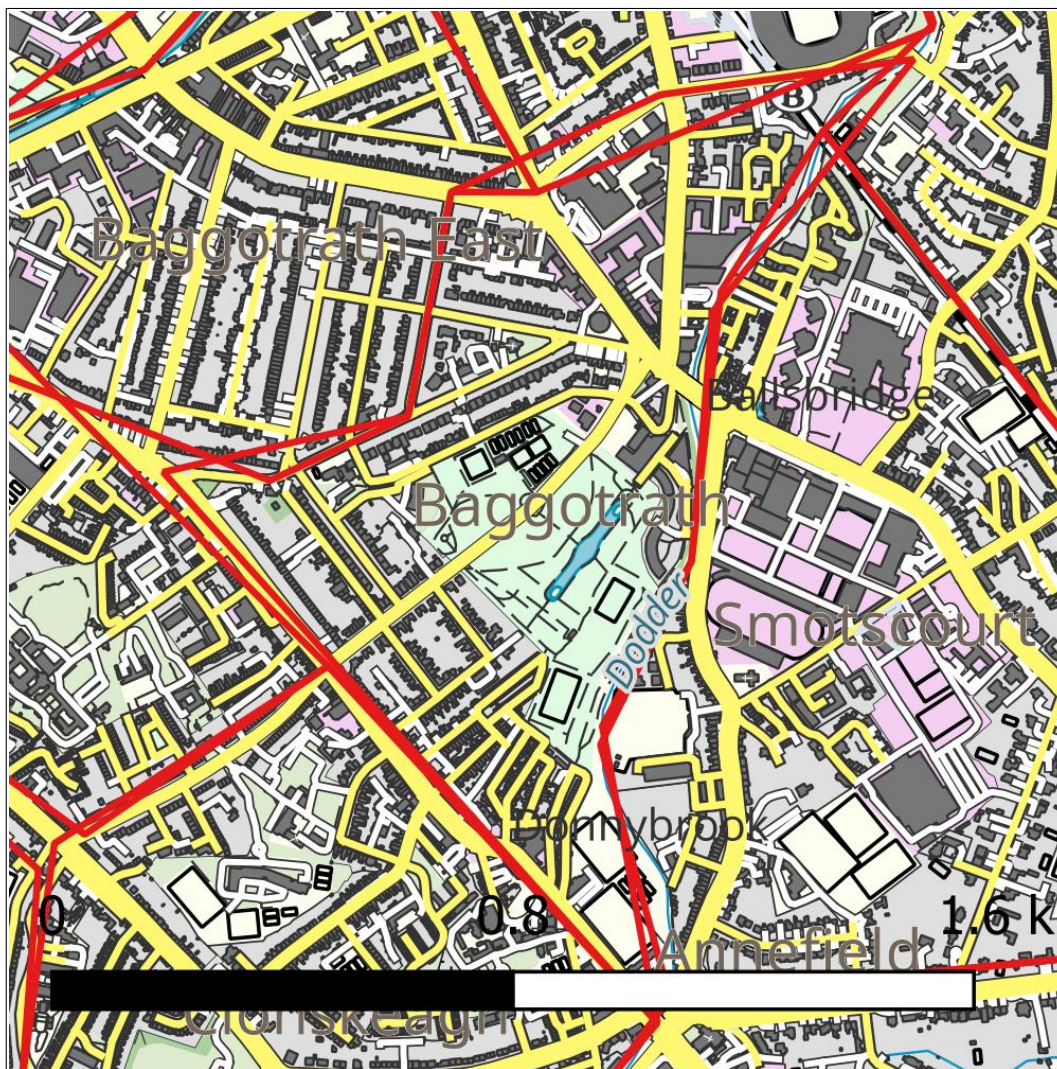 B
Baggotrath East
Ballsbridge
Baggotrath
Dodder
Smotscourt
Donnybrook
0 0.8 1.6 k
Annefield
Clonskeagh